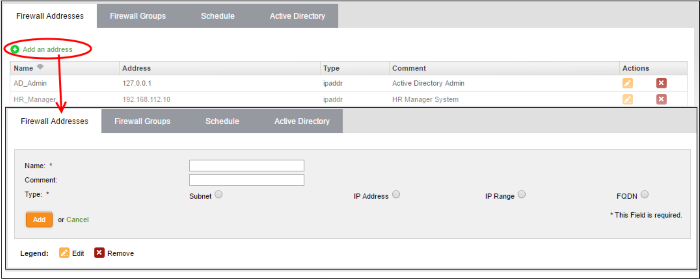 Firewall Addresses Firewall Groups Schedule Active Directory
Add an address
Name Address Type Comment Actions
AD_Admin 127.0.0.1 ipaddr Active Directory Admin
HR_Manager 192.168.112.10 ipaddr HR Manager System
Firewall Addresses Firewall Groups Schedule Active Directory
Name: *
Comment:
Type: * Subnet IP Address IP Range FQDN
Add or Cancel * This Field is required.
Legend: Edit Remove